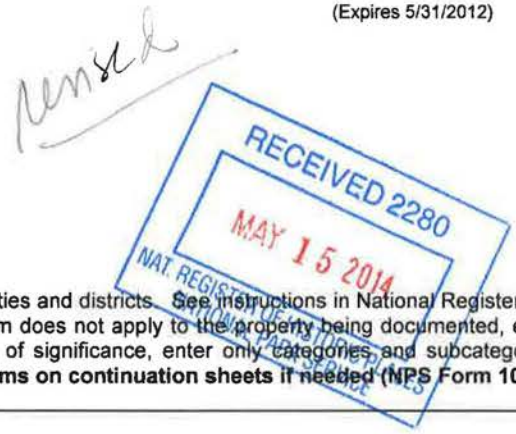 (Expires 5/31/2012)
revised
RECEIVED 2280
MAY 15 2014
NAT. REGISTER OF HISTORIC PLACES
NATIONAL PARK SERVICE
ties and districts. See instructions in National Register
m does not apply to the property being documented, e
of significance, enter only categories and subcateg
ms on continuation sheets if needed (NPS Form 10